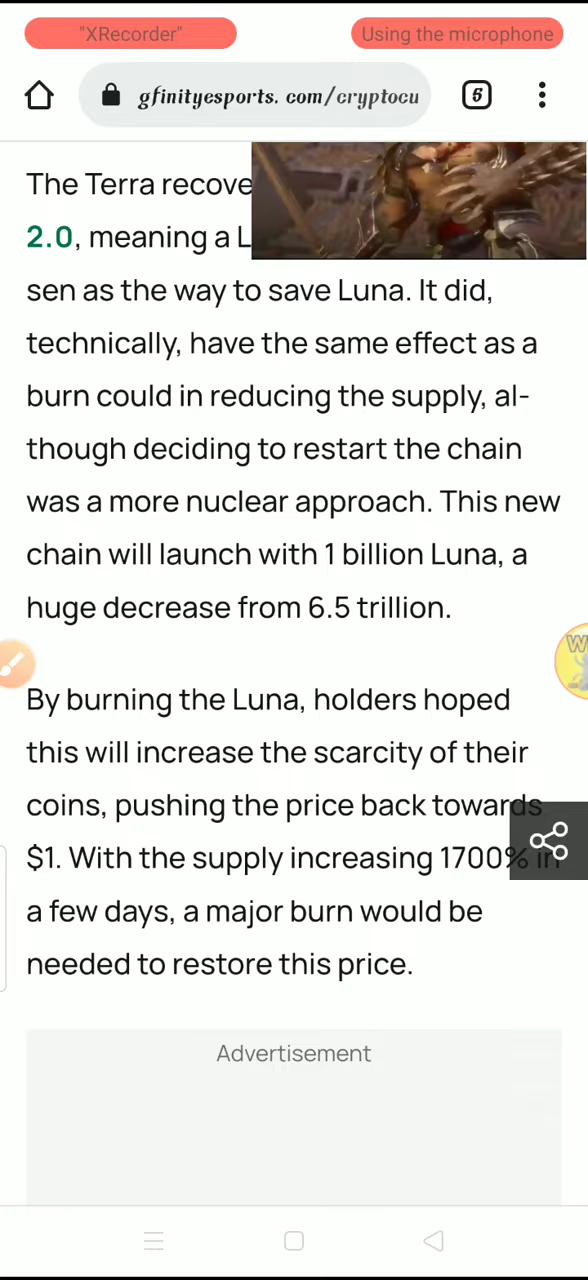 "XRecorder"
Using the microphone
gfinityesports. com/cryptocu
6
The Terra recove
2.0, meaning a L
sen as the way to save Luna. It did,
technically, have the same effect as a
burn could in reducing the supply, al-
though deciding to restart the chain
was a more nuclear approach. This new
chain will launch with 1 billion Luna, a
huge decrease from 6.5 trillion.
W
By burning the Luna, holders hoped
this will increase the scarcity of their
coins, pushing the price back towards
$1. With the supply increasing 1700% in
a few days, a major burn would be
needed to restore this price.
Advertisement